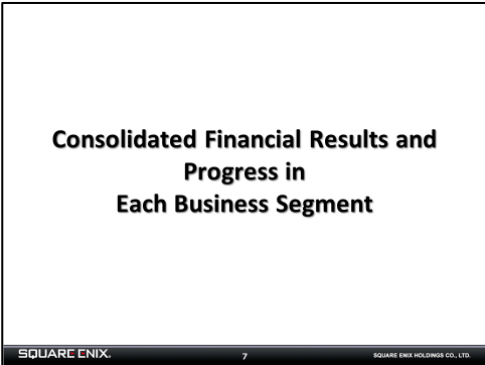 Consolidated Financial Results and
Progress in
Each Business Segment
SQUARE ENIX.
7
SQUARE ENIX HOLDINGS CO., LTD.